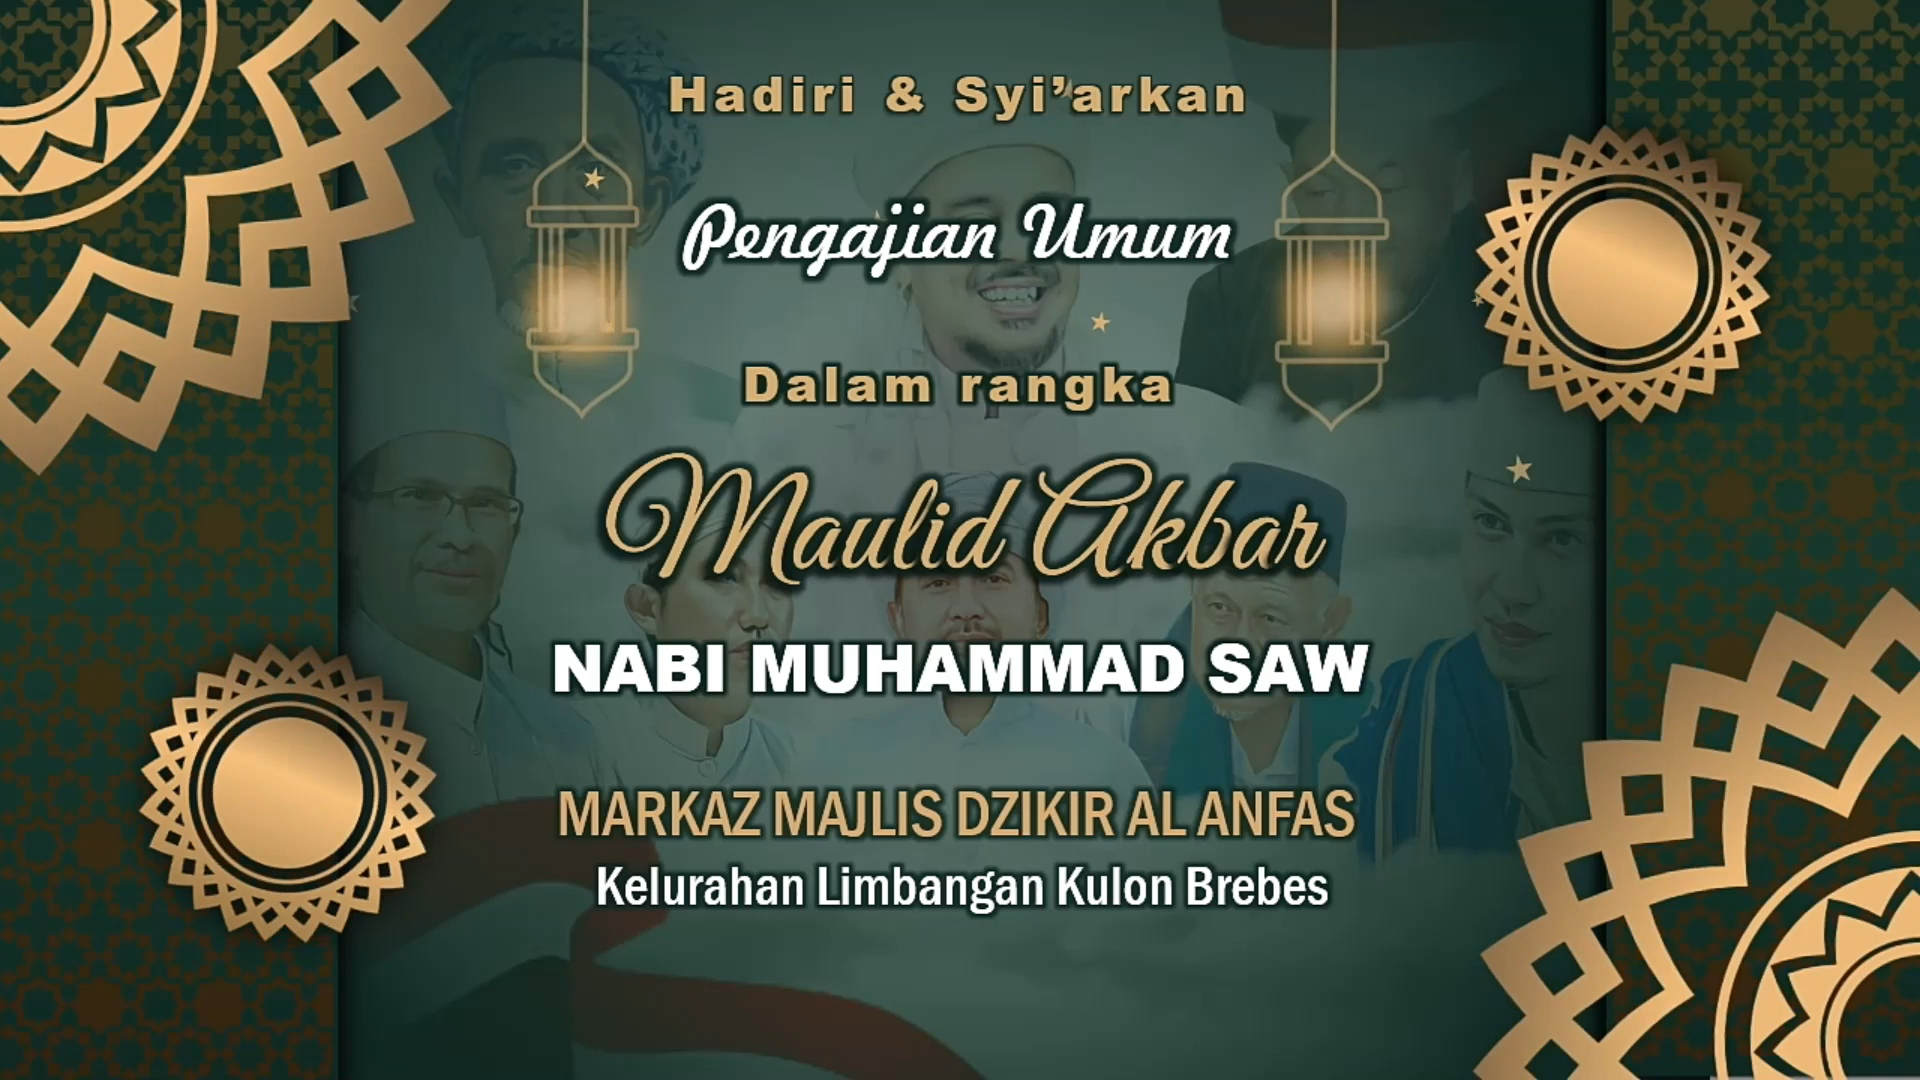 Hadiri & Syi’arkan
Pengajian Umum
Dalam rangka
Maulid Akbar
NABI MUHAMMAD SAW
MARKAZ MAJLIS DZIKIR AL ANFAS
Kelurahan Limbangan Kulon Brebes